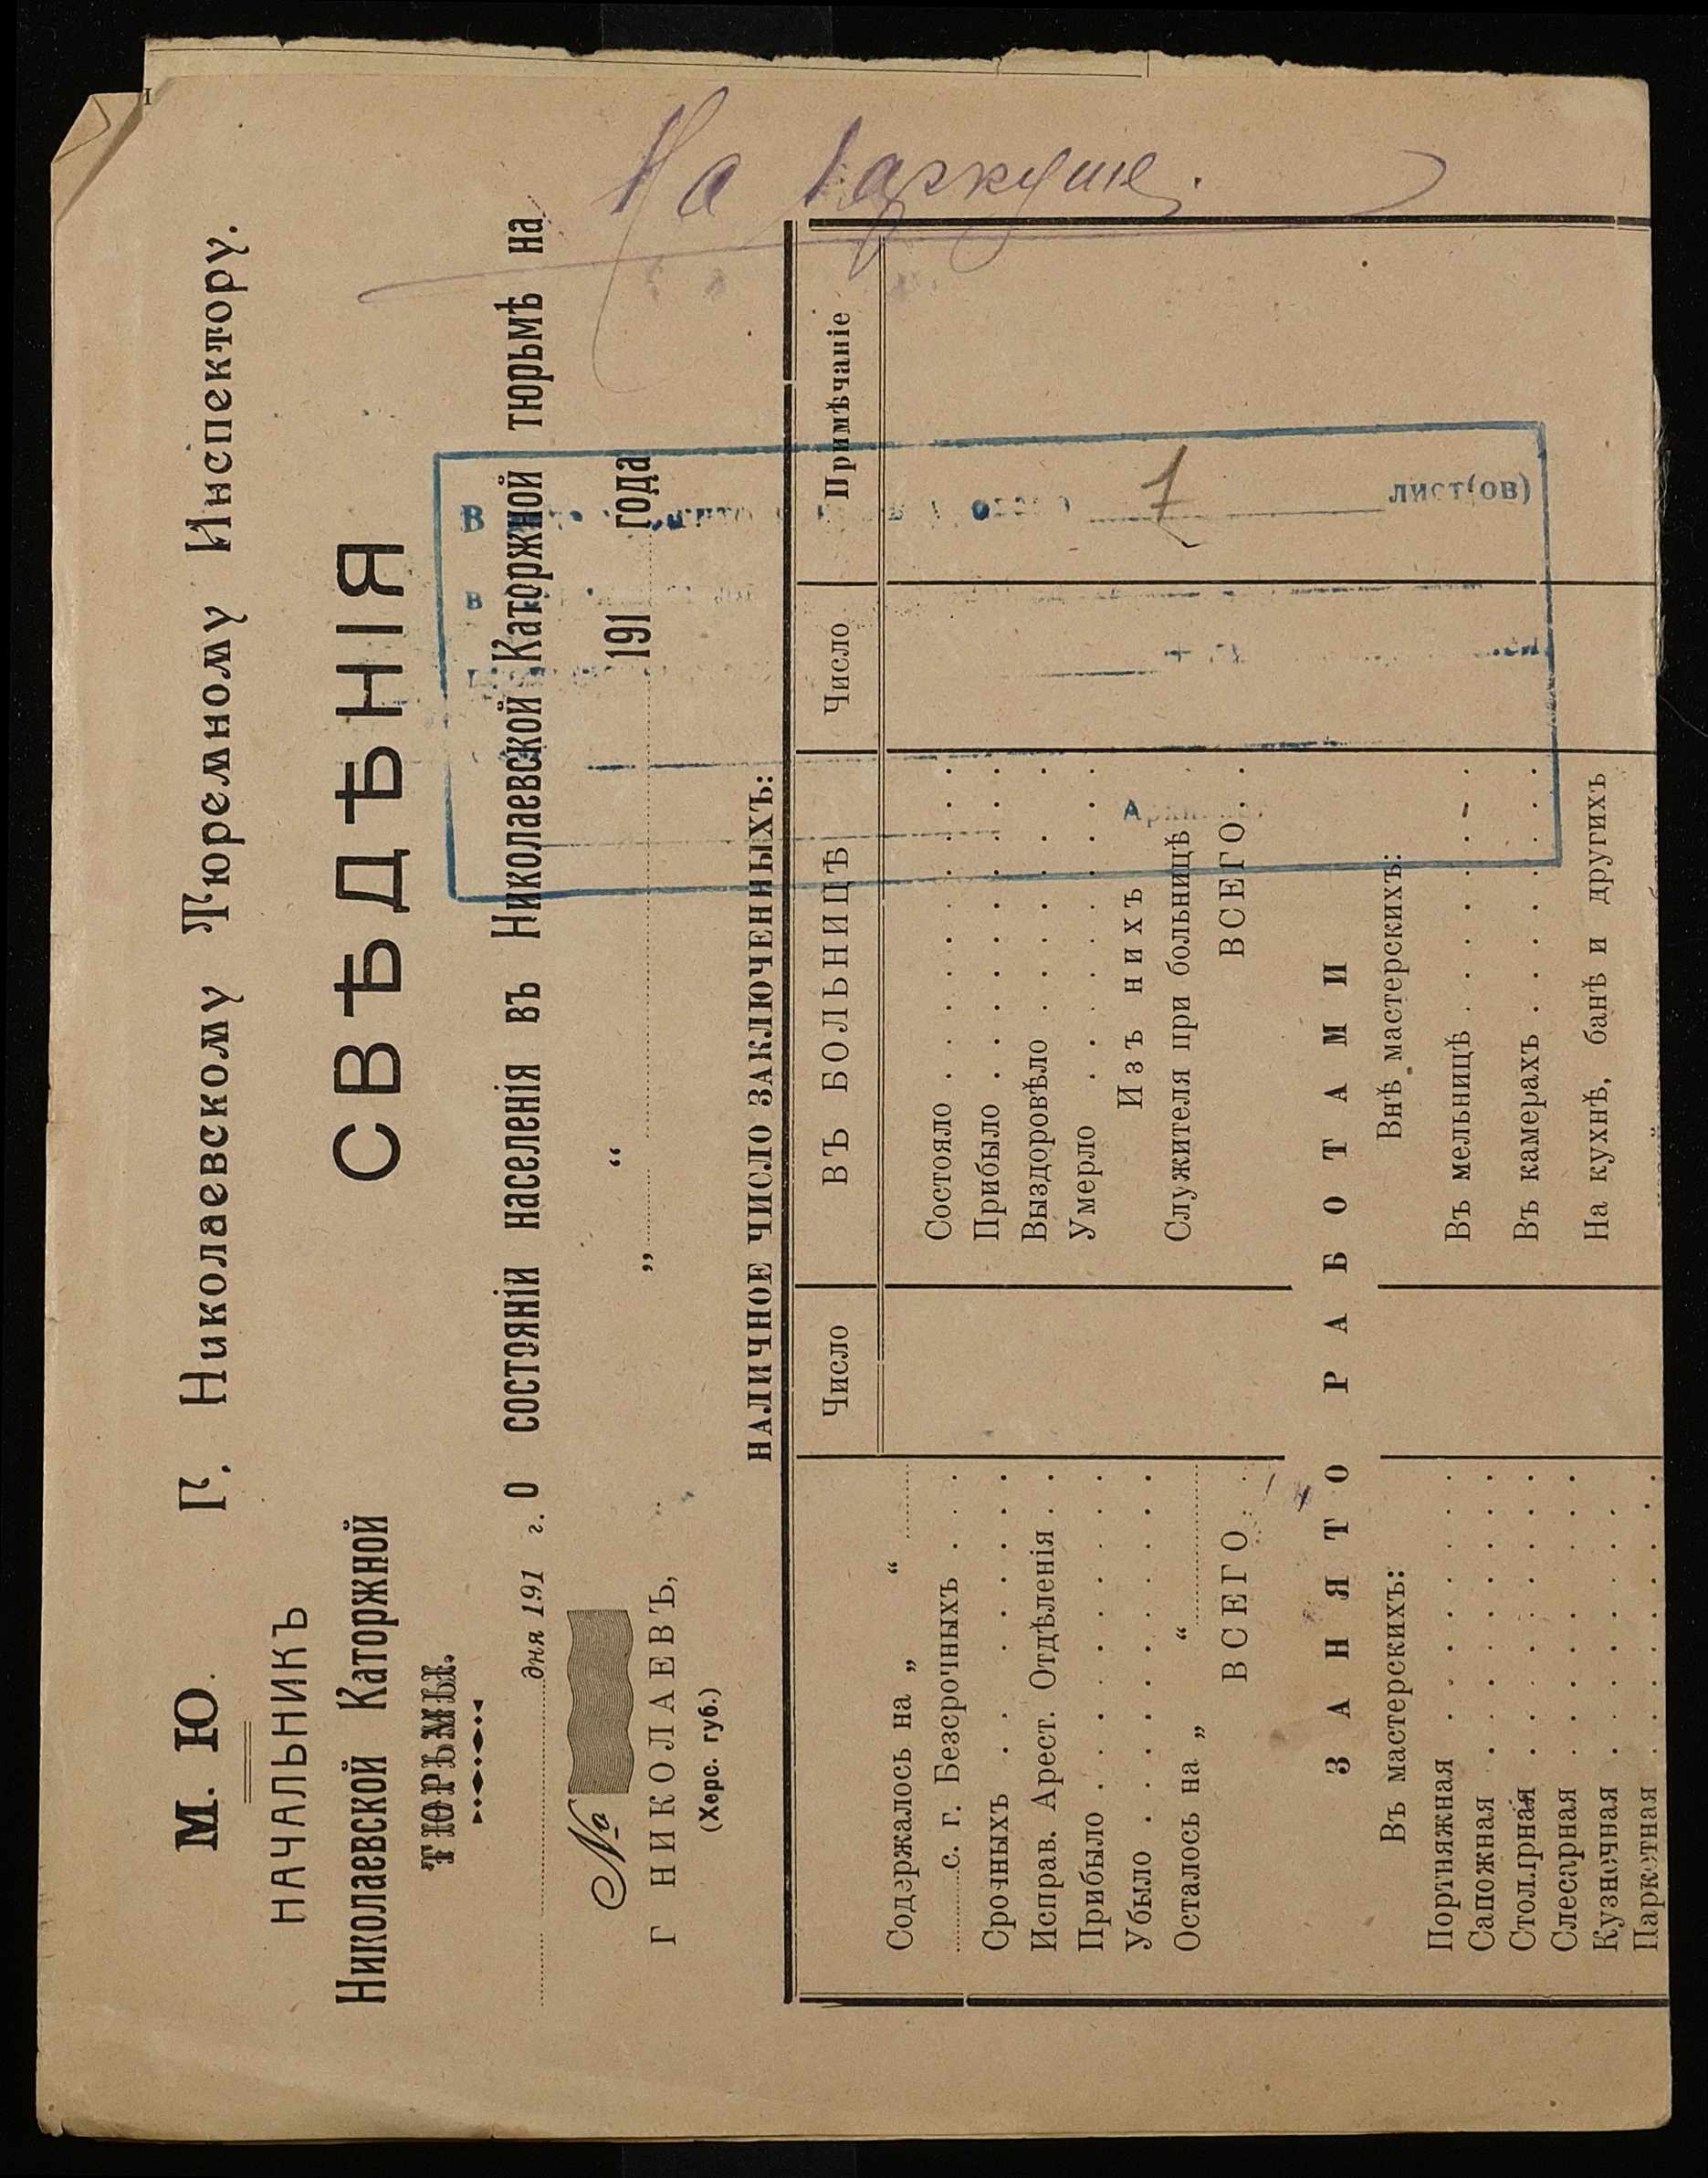 На аркуше.
М. Ю.
НАЧАЛЬНИКЪ
Николаевской Каторжной
ТЮРЬМЫ.
дня 191 г.
№
Г НИКОЛАЕВЪ,
(Херс. губ.)
Г. Николаевскому Тюремному Инспектору.
СВѢДѢНІЯ
О состояніи населенія въ Николаевской Каторжной тюрьмѣ на
„ “ 191 года
НАЛИЧНОЕ ЧИСЛО ЗАКЛЮЧЕННЫХЪ:
Число ВЪ БОЛЬНИЦѢ Число Примѣчаніе
Содержалось на „ “
с. г. Безсрочныхъ
Срочныхъ
Исправ. Арест. Отдѣленія
Прибыло
Убыло
Осталось на „ “
ВСЕГО
Состояло
Прибыло
Выздоровѣло
Умерло
Изъ нихъ
Служителя при больницѣ
ВСЕГО
ЗАНЯТО РАБОТАМИ
Въ мастерскихъ:
Портняжная
Сапожная
Столярная
Слесарная
Кузнечная
Паркетная
Внѣ мастерскихъ:
Въ мельницѣ
Въ камерахъ
На кухнѣ, банѣ и другихъ
В
7 лист(ов)
в